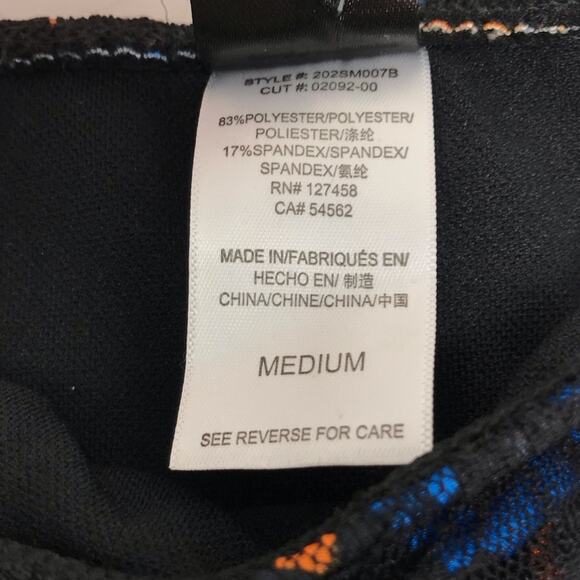 STYLE #: 202SM007B
CUT #: 02092-00
83%POLYESTER/POLYESTER/
POLIESTER/涤纶
17%SPANDEX/SPANDEX/
SPANDEX/氨纶
RN# 127458
CA# 54562
MADE IN/FABRIQUÉS EN/
HECHO EN/ 制造
CHINA/CHINE/CHINA/中国
MEDIUM
SEE REVERSE FOR CARE